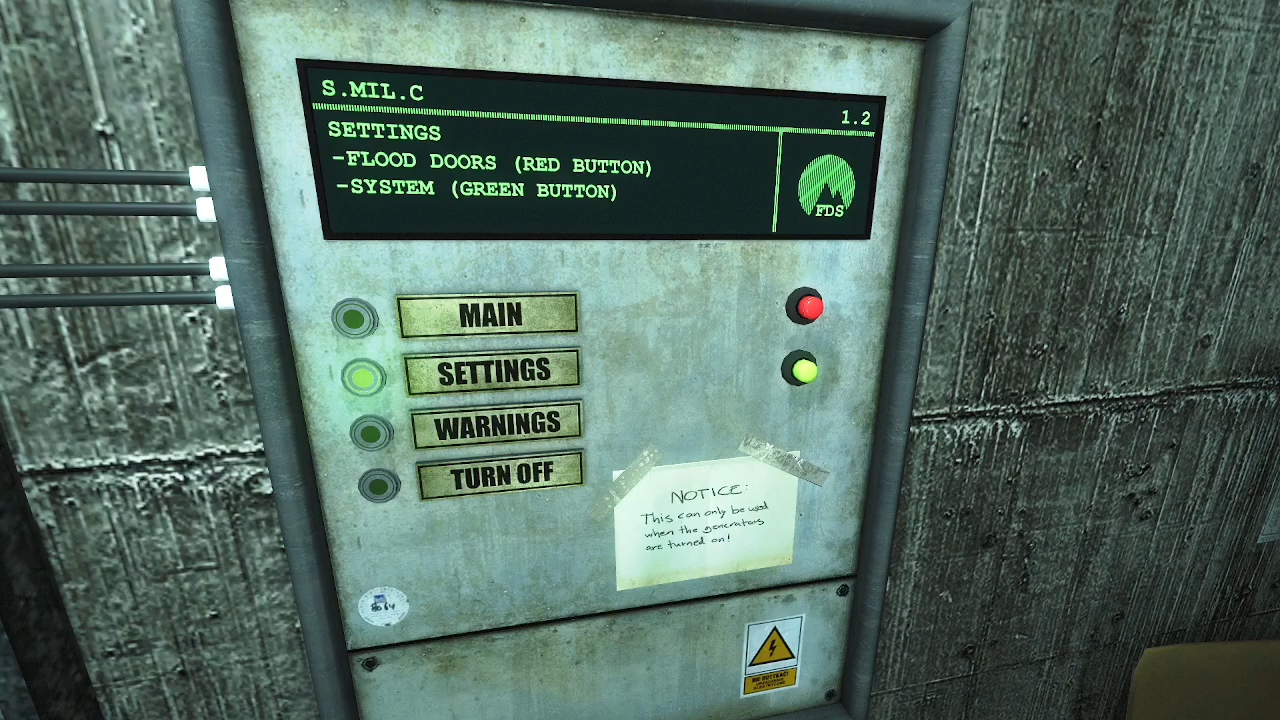 S.MIL.C
1.2
SETTINGS
-FLOOD DOORS (RED BUTTON)
-SYSTEM (GREEN BUTTON)
FDS
MAIN
SETTINGS
WARNINGS
TURN OFF
NOTICE:
This can only be used
when the generators
are turned on!